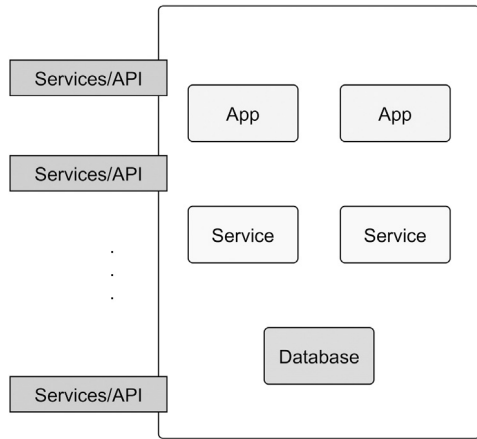 Services/API
App
App
Services/API
Service
Service
.
.
.
Database
Services/API